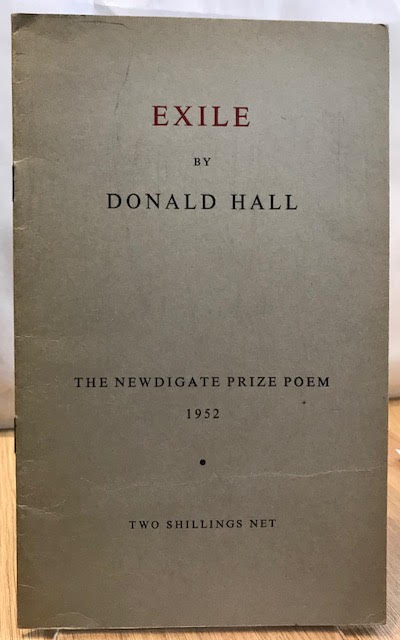 EXILE
BY
DONALD HALL
THE NEWDIGATE PRIZE POEM
1952
TWO SHILLINGS NET